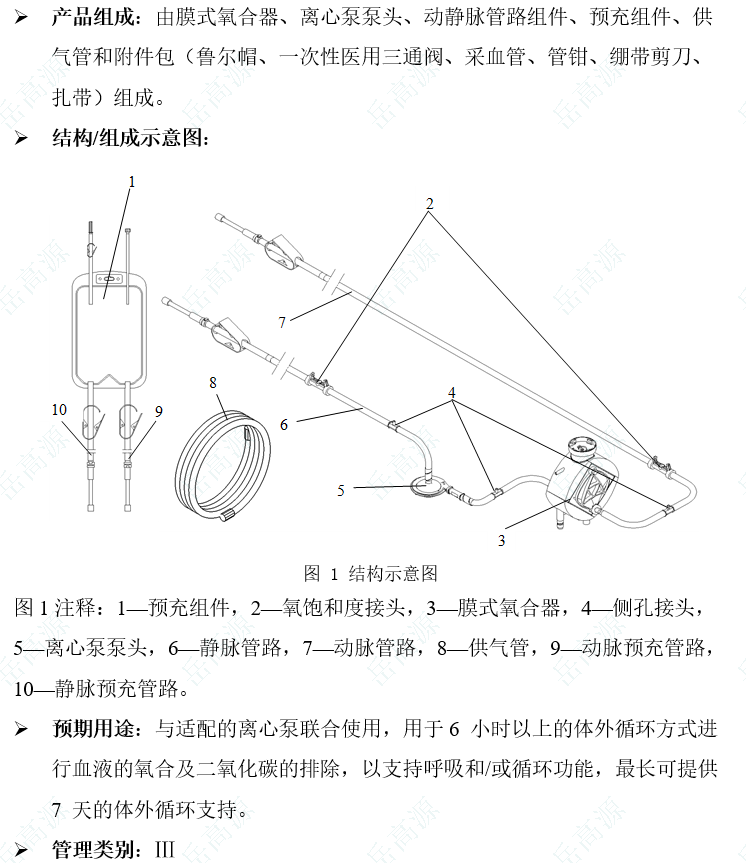 ➢ 产品组成：由膜式氧合器、离心泵泵头、动静脉管路组件、预充组件、供
气管和附件包（鲁尔帽、一次性医用三通阀、采血管、管钳、绷带剪刀、
扎带）组成。
➢ 结构/组成示意图：
1
2
7
10
9
8
6
4
5
3
图 1 结构示意图
图 1 注释：1—预充组件，2—氧饱和度接头，3—膜式氧合器，4—侧孔接头，
5—离心泵泵头，6—静脉管路，7—动脉管路，8—供气管，9—动脉预充管路，
10—静脉预充管路。
➢ 预期用途：与适配的离心泵联合使用，用于 6 小时以上的体外循环方式进
行血液的氧合及二氧化碳的排除，以支持呼吸和/或循环功能，最长可提供
7 天的体外循环支持。
➢ 管理类别：Ⅲ
岳高源